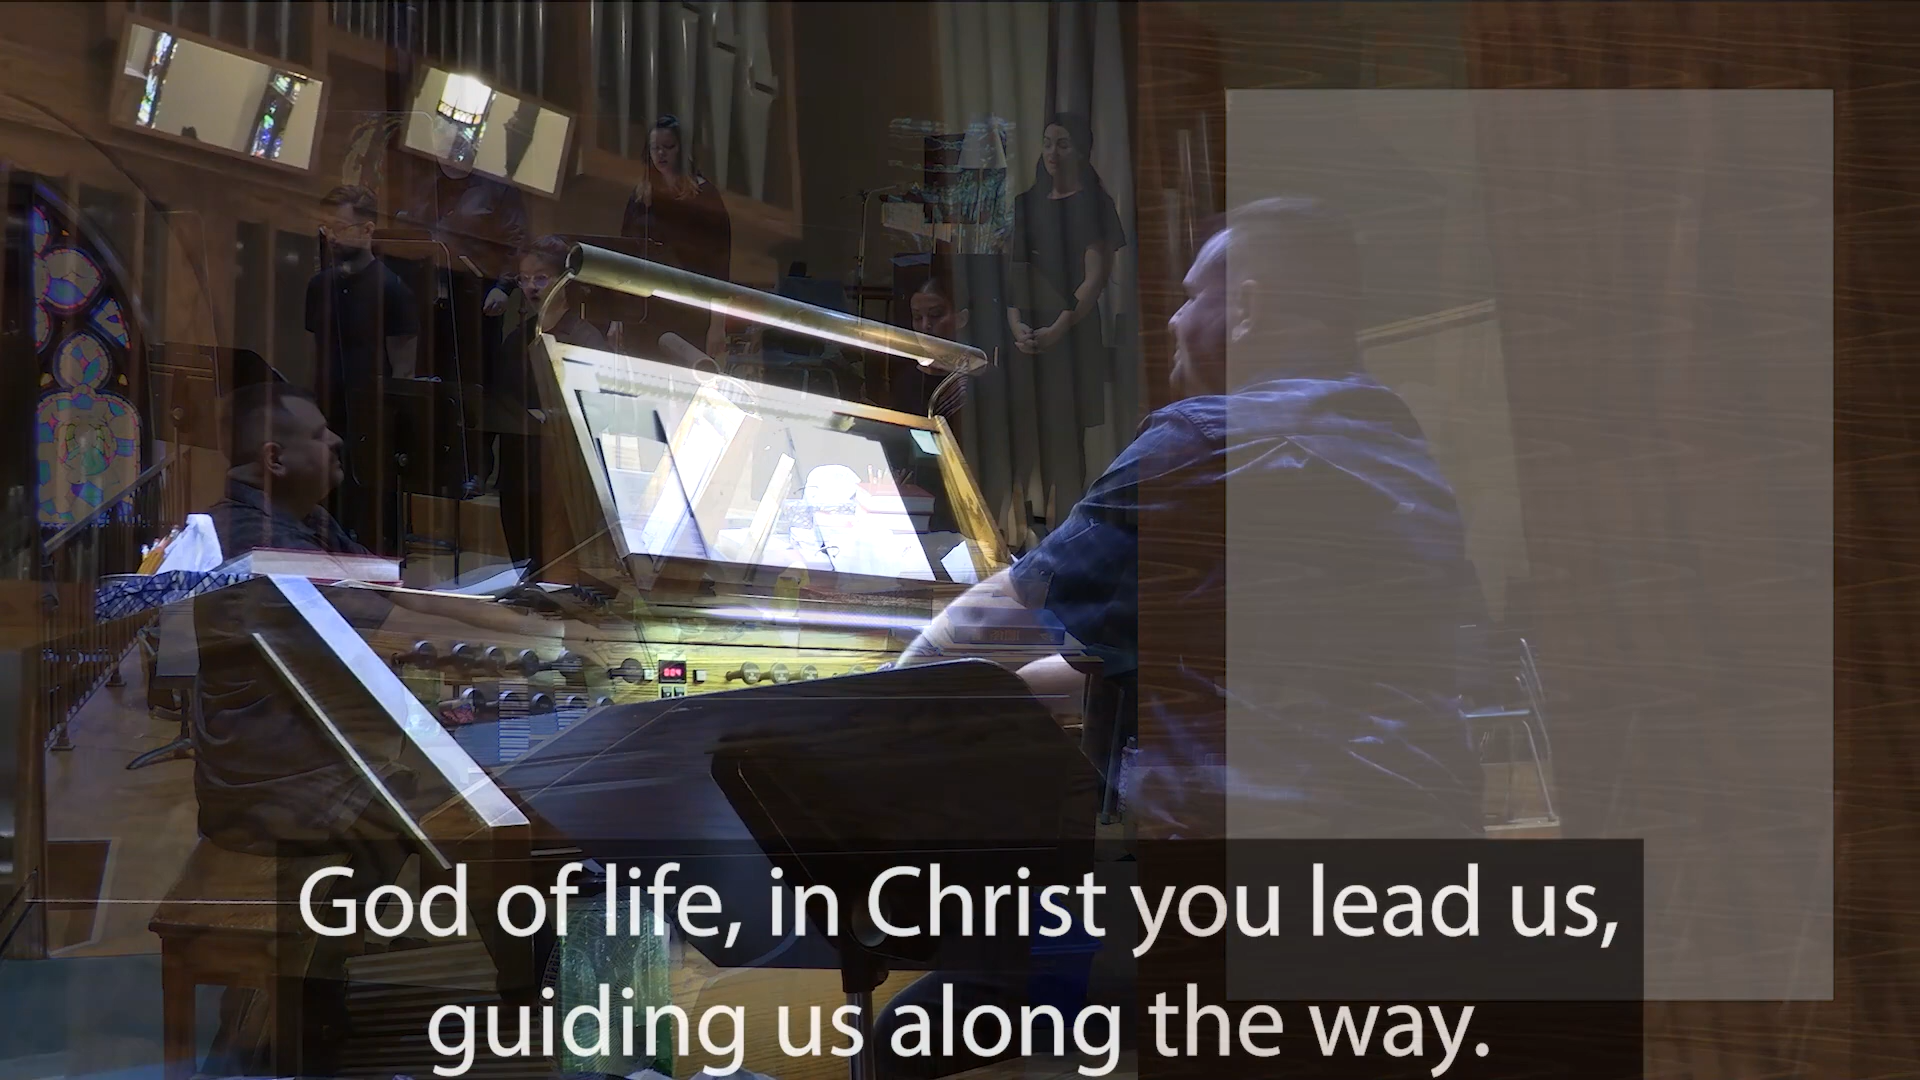 God of life, in Christ you lead us,
guiding us along the way.